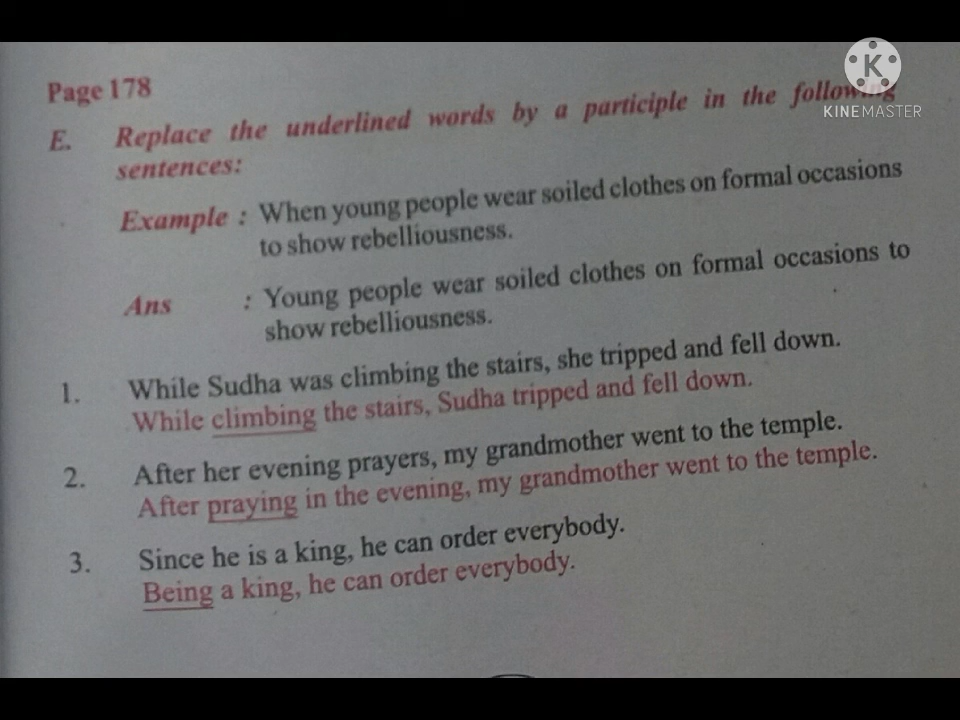 Page 178
E. Replace the underlined words by a participle in the following
sentences:
Example : When young people wear soiled clothes on formal occasions
to show rebelliousness.
Ans : Young people wear soiled clothes on formal occasions to
show rebelliousness.
1. While Sudha was climbing the stairs, she tripped and fell down.
While climbing the stairs, Sudha tripped and fell down.
2. After her evening prayers, my grandmother went to the temple.
After praying in the evening, my grandmother went to the temple.
3. Since he is a king, he can order everybody.
Being a king, he can order everybody.
K
KINEMASTER